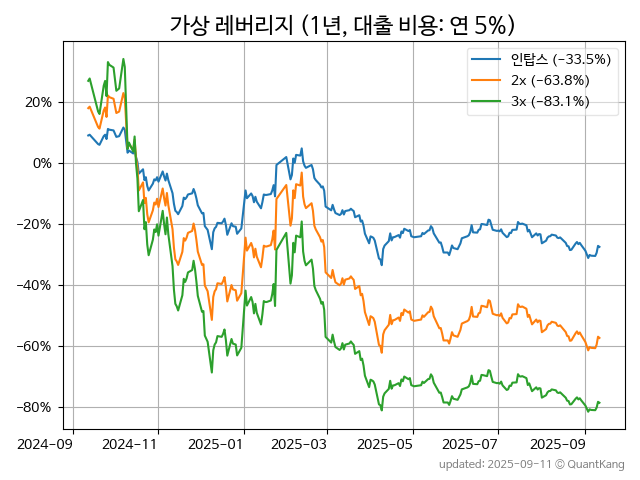 가상 레버리지 (1년, 대출 비용: 연 5%)
인탑스 (−33.5%)
2x (−63.8%)
3x (−83.1%)
20%
0%
−20%
−40%
−60%
−80%
2024-09
2024-11
2025-01
2025-03
2025-05
2025-07
2025-09
updated: 2025-09-11 © QuantKang